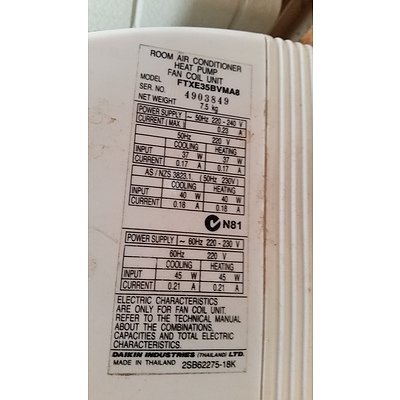 ROOM AIR CONDITIONER
HEAT PUMP
FAN COIL UNIT
MODEL FTXE35BVMA8
SER. NO. 4903849
NET WEIGHT 7.5 kg
POWER SUPPLY ~ 50Hz 220 - 240 V
CURRENT ( MAX. ) 0.23 A
50Hz 220 V
COOLING HEATING
INPUT 37 W 37 W
CURRENT 0.17 A 0.17 A
AS / NZS 3823.1. ( 50Hz 230V )
COOLING HEATING
INPUT 40 W 40 W
CURRENT 0.18 A 0.18 A
N81
POWER SUPPLY ~ 60Hz 220 - 230 V
60Hz 220 V
COOLING HEATING
INPUT 45 W 45 W
CURRENT 0.21 A 0.21 A
ELECTRIC CHARACTERISTICS
ARE ONLY FOR FAN COIL UNIT.
REFER TO THE TECHNICAL MANUAL
ABOUT THE COMBINATIONS,
CAPACITIES AND TOTAL ELECTRIC
CHARACTERISTICS.
DAIKIN INDUSTRIES (THAILAND) LTD.
MADE IN THAILAND 2SB62275-18K